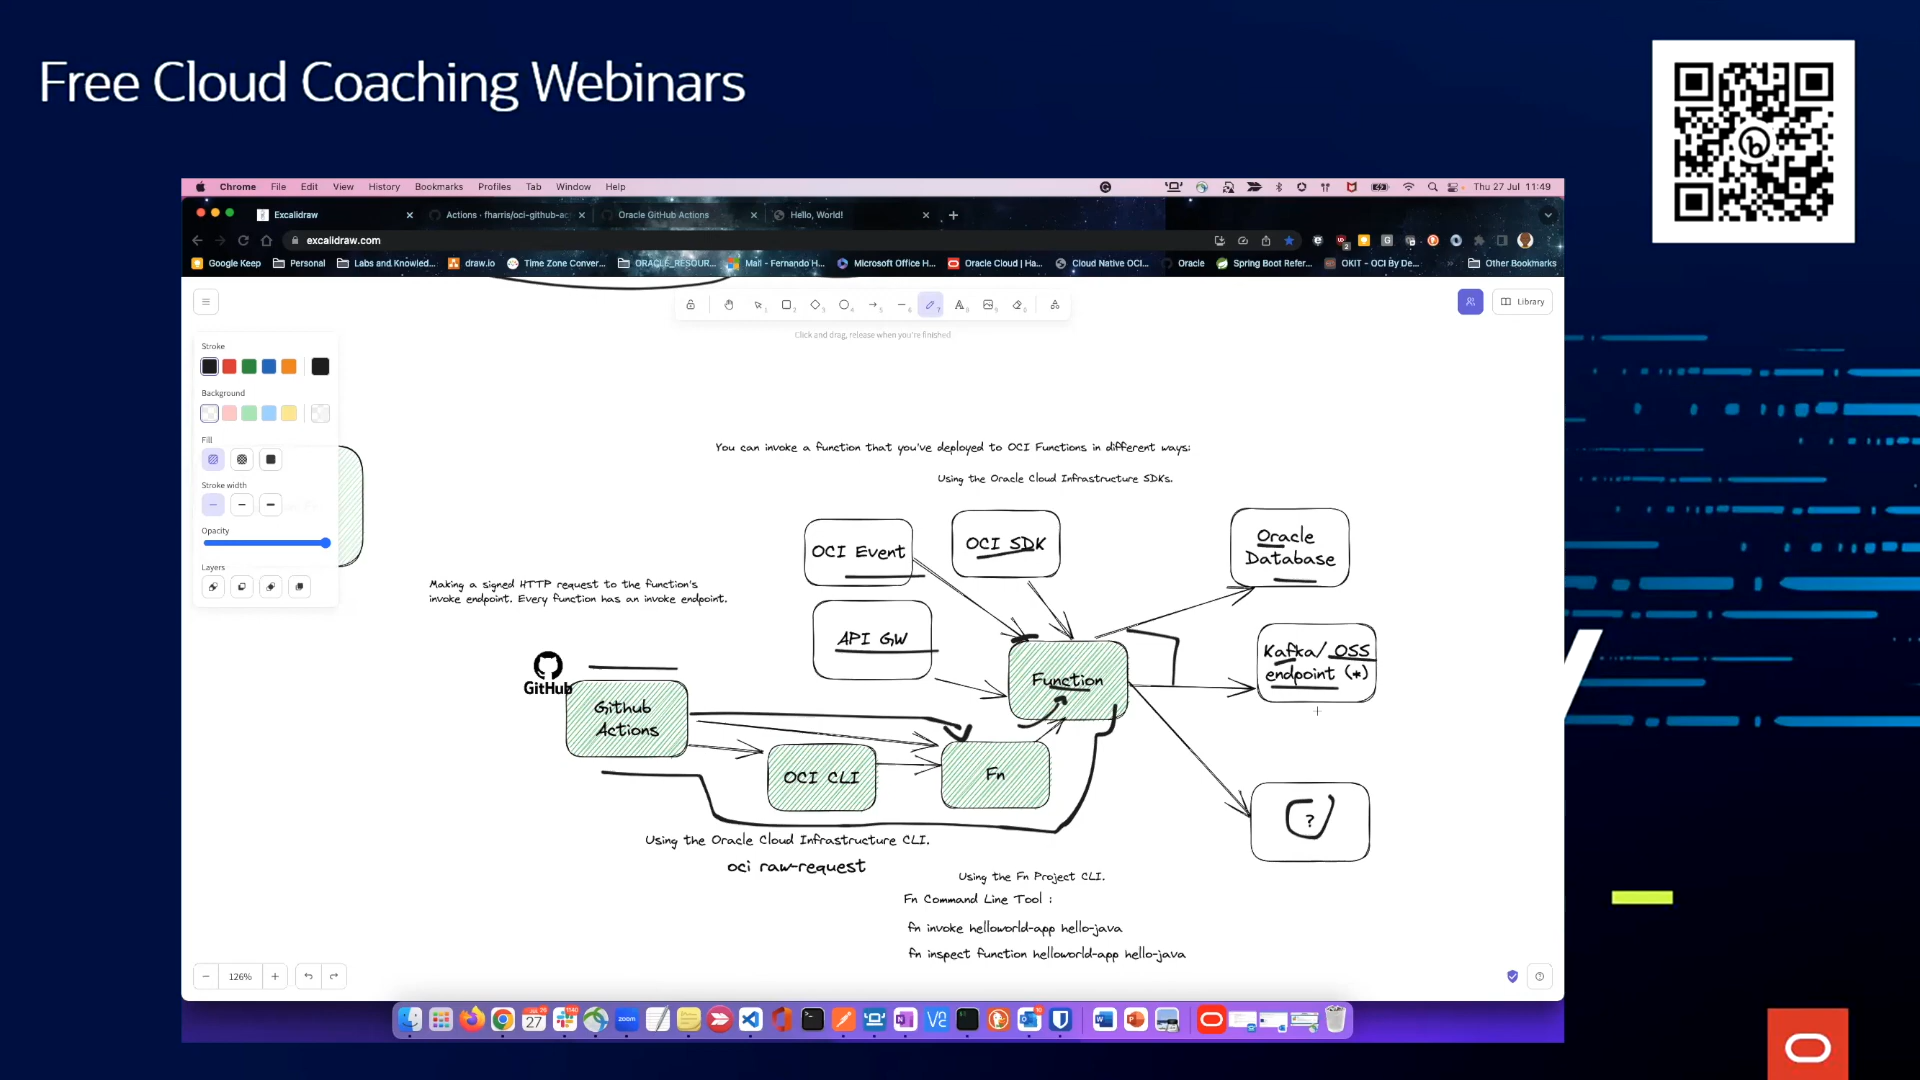 Free Cloud Coaching Webinars
Chrome File Edit View History Bookmarks Profiles Tab Window Help Thu 27 Jul 11:49
Excalidraw Actions · fharris/oci-github-ac Oracle GitHub Actions Hello, World!
excalidraw.com
Google Keep Personal Labs and Knowled... draw.io Time Zone Conver... ORACLE_RESOUR... Mail - Fernando H... Microsoft Office H... Oracle Cloud | Ha... Cloud Native OCI... Oracle Spring Boot Refer... OKIT - OCI By De... Other Bookmarks
Library
Click and drag, release when you're finished
Stroke
Background
Fill
Stroke width
Opacity
Layers
You can invoke a function that you've deployed to OCI Functions in different ways:
Using the Oracle Cloud Infrastructure SDKs.
OCI Event
OCI SDK
Oracle
Database
Making a signed HTTP request to the function's
invoke endpoint. Every function has an invoke endpoint.
API GW
Kafka/ OSS
endpoint (*)
Function
GitHub
Github
Actions
OCI CLI
Fn
?
Using the Oracle Cloud Infrastructure CLI.
oci raw-request
Using the Fn Project CLI.
Fn Command Line Tool :
fn invoke helloworld-app hello-java
fn inspect function helloworld-app hello-java
126%
JUL
27
zoom